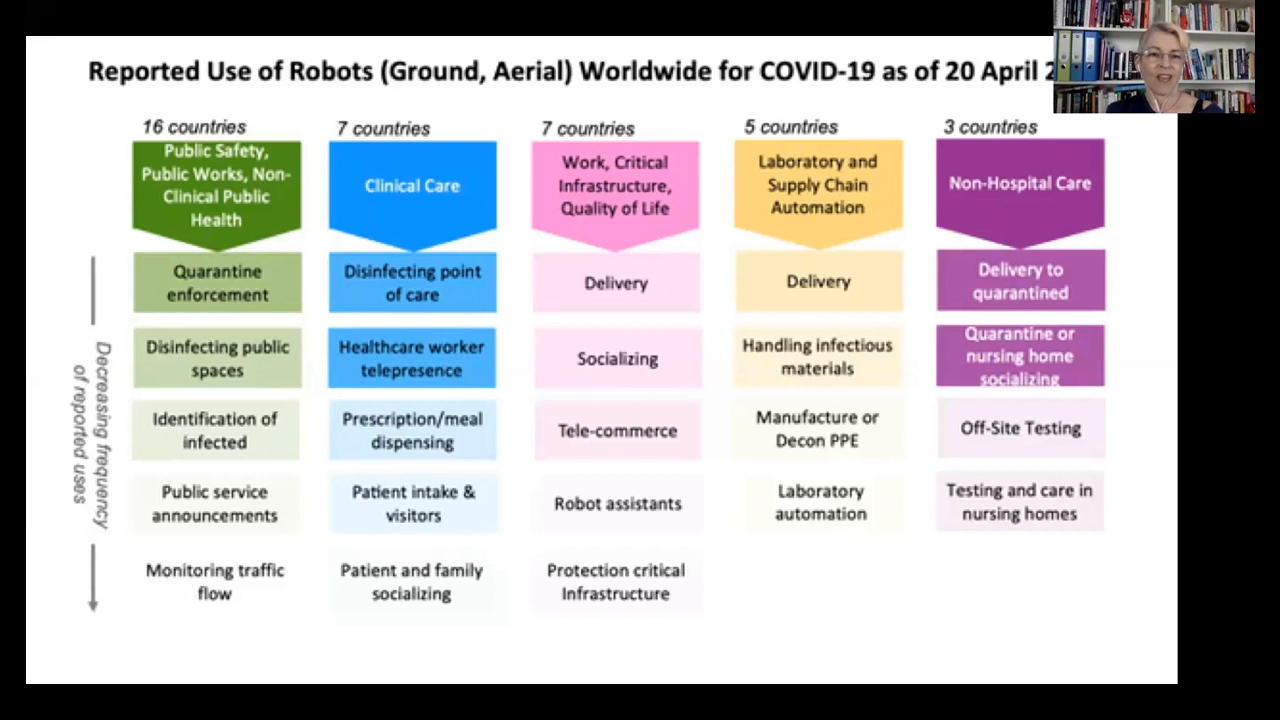 Reported Use of Robots (Ground, Aerial) Worldwide for COVID-19 as of 20 April
16 countries
Public Safety,
Public Works, Non-
Clinical Public
Health
Quarantine
enforcement
Disinfecting public
spaces
Identification of
infected
Public service
announcements
Monitoring traffic
flow
7 countries
Clinical Care
Disinfecting point
of care
Healthcare worker
telepresence
Prescription/meal
dispensing
Patient intake &
visitors
Patient and family
socializing
7 countries
Work, Critical
Infrastructure,
Quality of Life
Delivery
Socializing
Tele-commerce
Robot assistants
Protection critical
Infrastructure
5 countries
Laboratory and
Supply Chain
Automation
Delivery
Handling infectious
materials
Manufacture or
Decon PPE
Laboratory
automation
3 countries
Non-Hospital Care
Delivery to
quarantined
Quarantine or
nursing home
socializing
Off-Site Testing
Testing and care in
nursing homes
Decreasing frequency
of reported uses